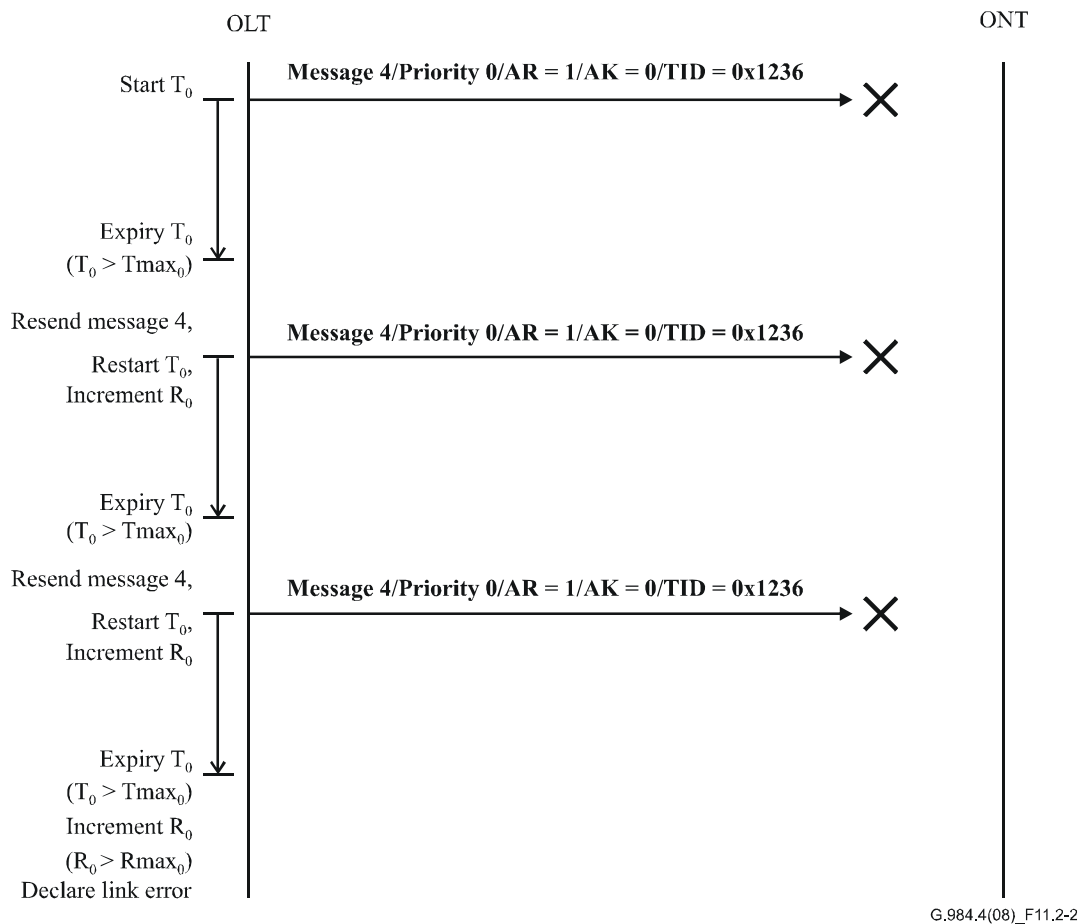 OLT
ONT
Message 4/Priority 0/AR = 1/AK = 0/TID = 0x1236
Start T₀
Expiry T₀
(T₀ > Tmax₀)
Resend message 4,
Message 4/Priority 0/AR = 1/AK = 0/TID = 0x1236
Restart T₀,
Increment R₀
Expiry T₀
(T₀ > Tmax₀)
Resend message 4,
Message 4/Priority 0/AR = 1/AK = 0/TID = 0x1236
Restart T₀,
Increment R₀
Expiry T₀
(T₀ > Tmax₀)
Increment R₀
(R₀ > Rmax₀)
Declare link error
G.984.4(08)_F11.2-2